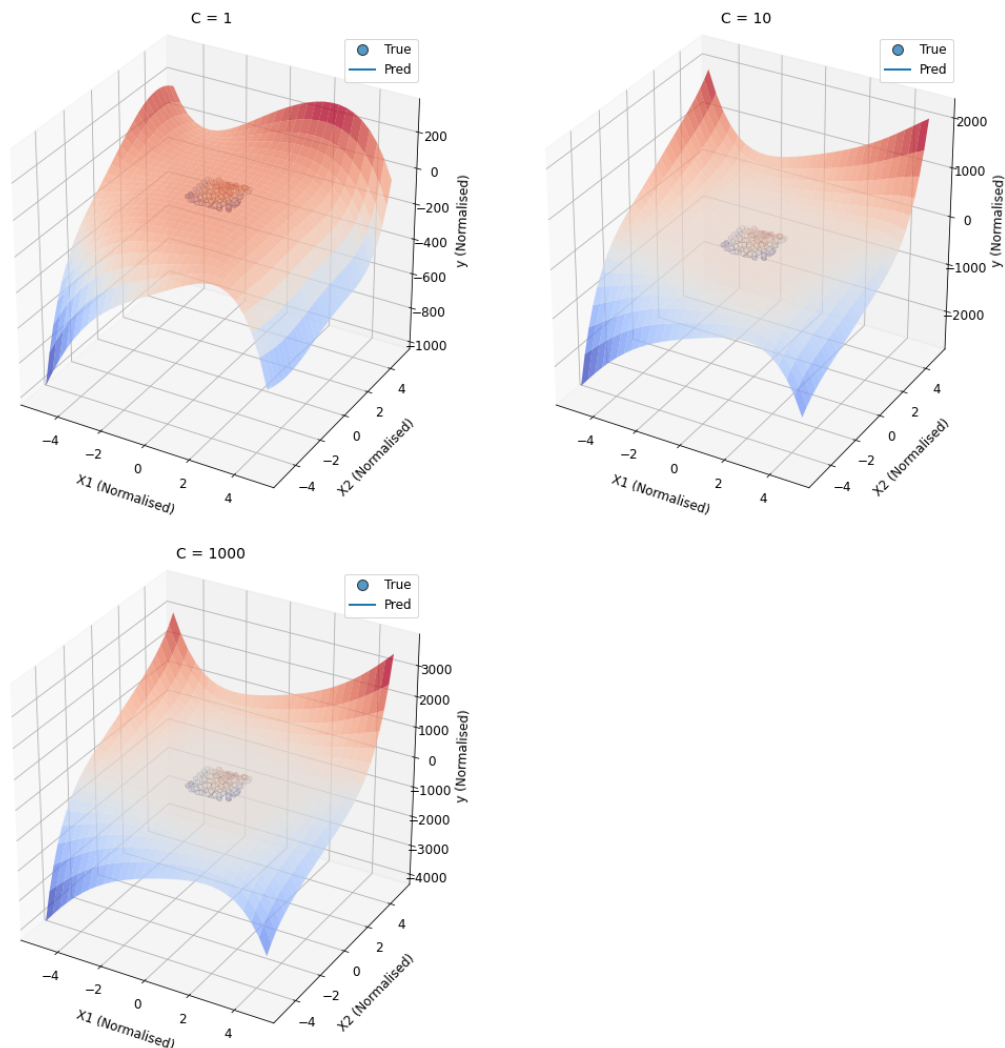 C = 1
True
Pred
200
0
−200
−400
−600
−800
−1000
y (Normalised)
−4
−2
0
2
4
X1 (Normalised)
−4
−2
0
2
4
X2 (Normalised)
C = 10
True
Pred
2000
1000
0
−1000
−2000
y (Normalised)
−4
−2
0
2
4
X1 (Normalised)
−4
−2
0
2
4
X2 (Normalised)
C = 1000
True
Pred
3000
2000
1000
0
−1000
−2000
−3000
−4000
y (Normalised)
−4
−2
0
2
4
X1 (Normalised)
−4
−2
0
2
4
X2 (Normalised)